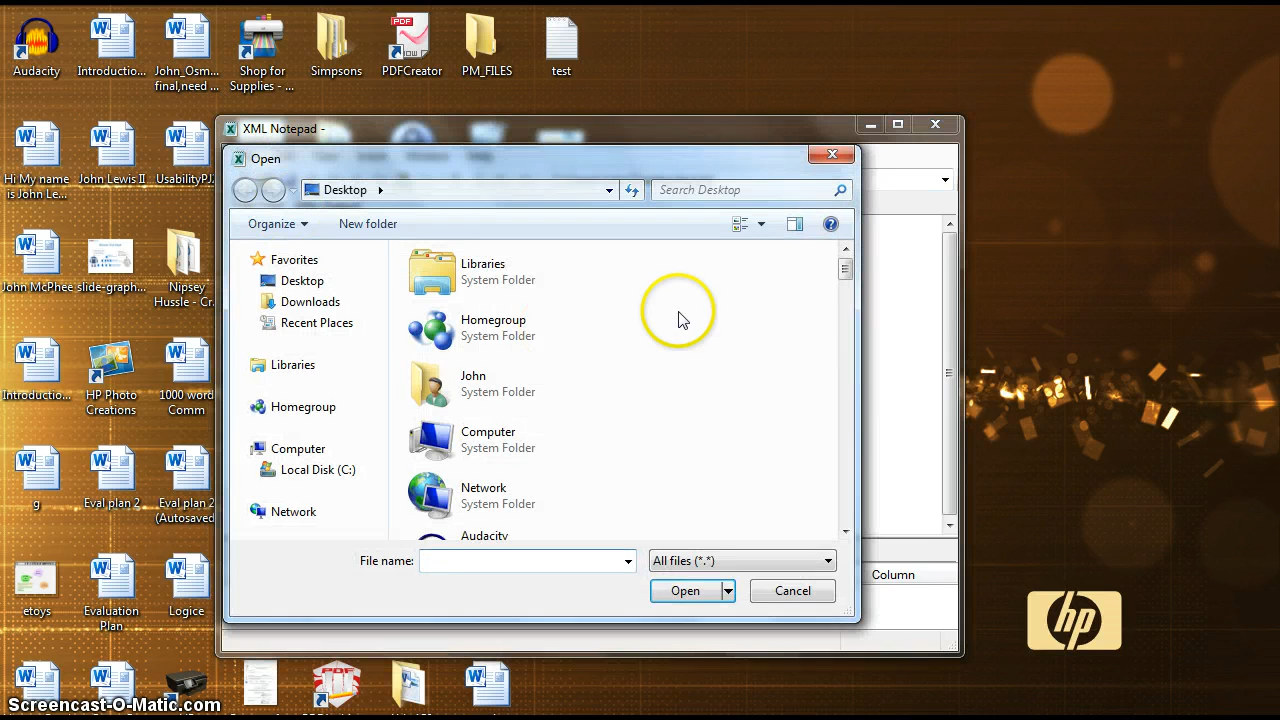 Audacity
Introductio...
John_Osm...
final,need ...
Shop for
Supplies - ...
Simpsons
PDF
PDFCreator
PM_FILES
test
Hi My name
is John Le...
John Lewis II
UsabilityPJ2
John McPhee
slide-graph...
Nipsey
Hussle - Cr...
Introductio...
HP Photo
Creations
1000 word
Comm
g
Eval plan 2
Eval plan 2
(Autosaved
etoys
Evaluation
Plan
Logice
XML Notepad -
Open
Desktop
Search Desktop
Organize
New folder
Favorites
Desktop
Downloads
Recent Places
Libraries
Homegroup
Computer
Local Disk (C:)
Network
Libraries
System Folder
Homegroup
System Folder
John
System Folder
Computer
System Folder
Network
System Folder
Audacity
File name:
All files (*.*)
Open
Cancel
Column
hp
Screencast-O-Matic.com